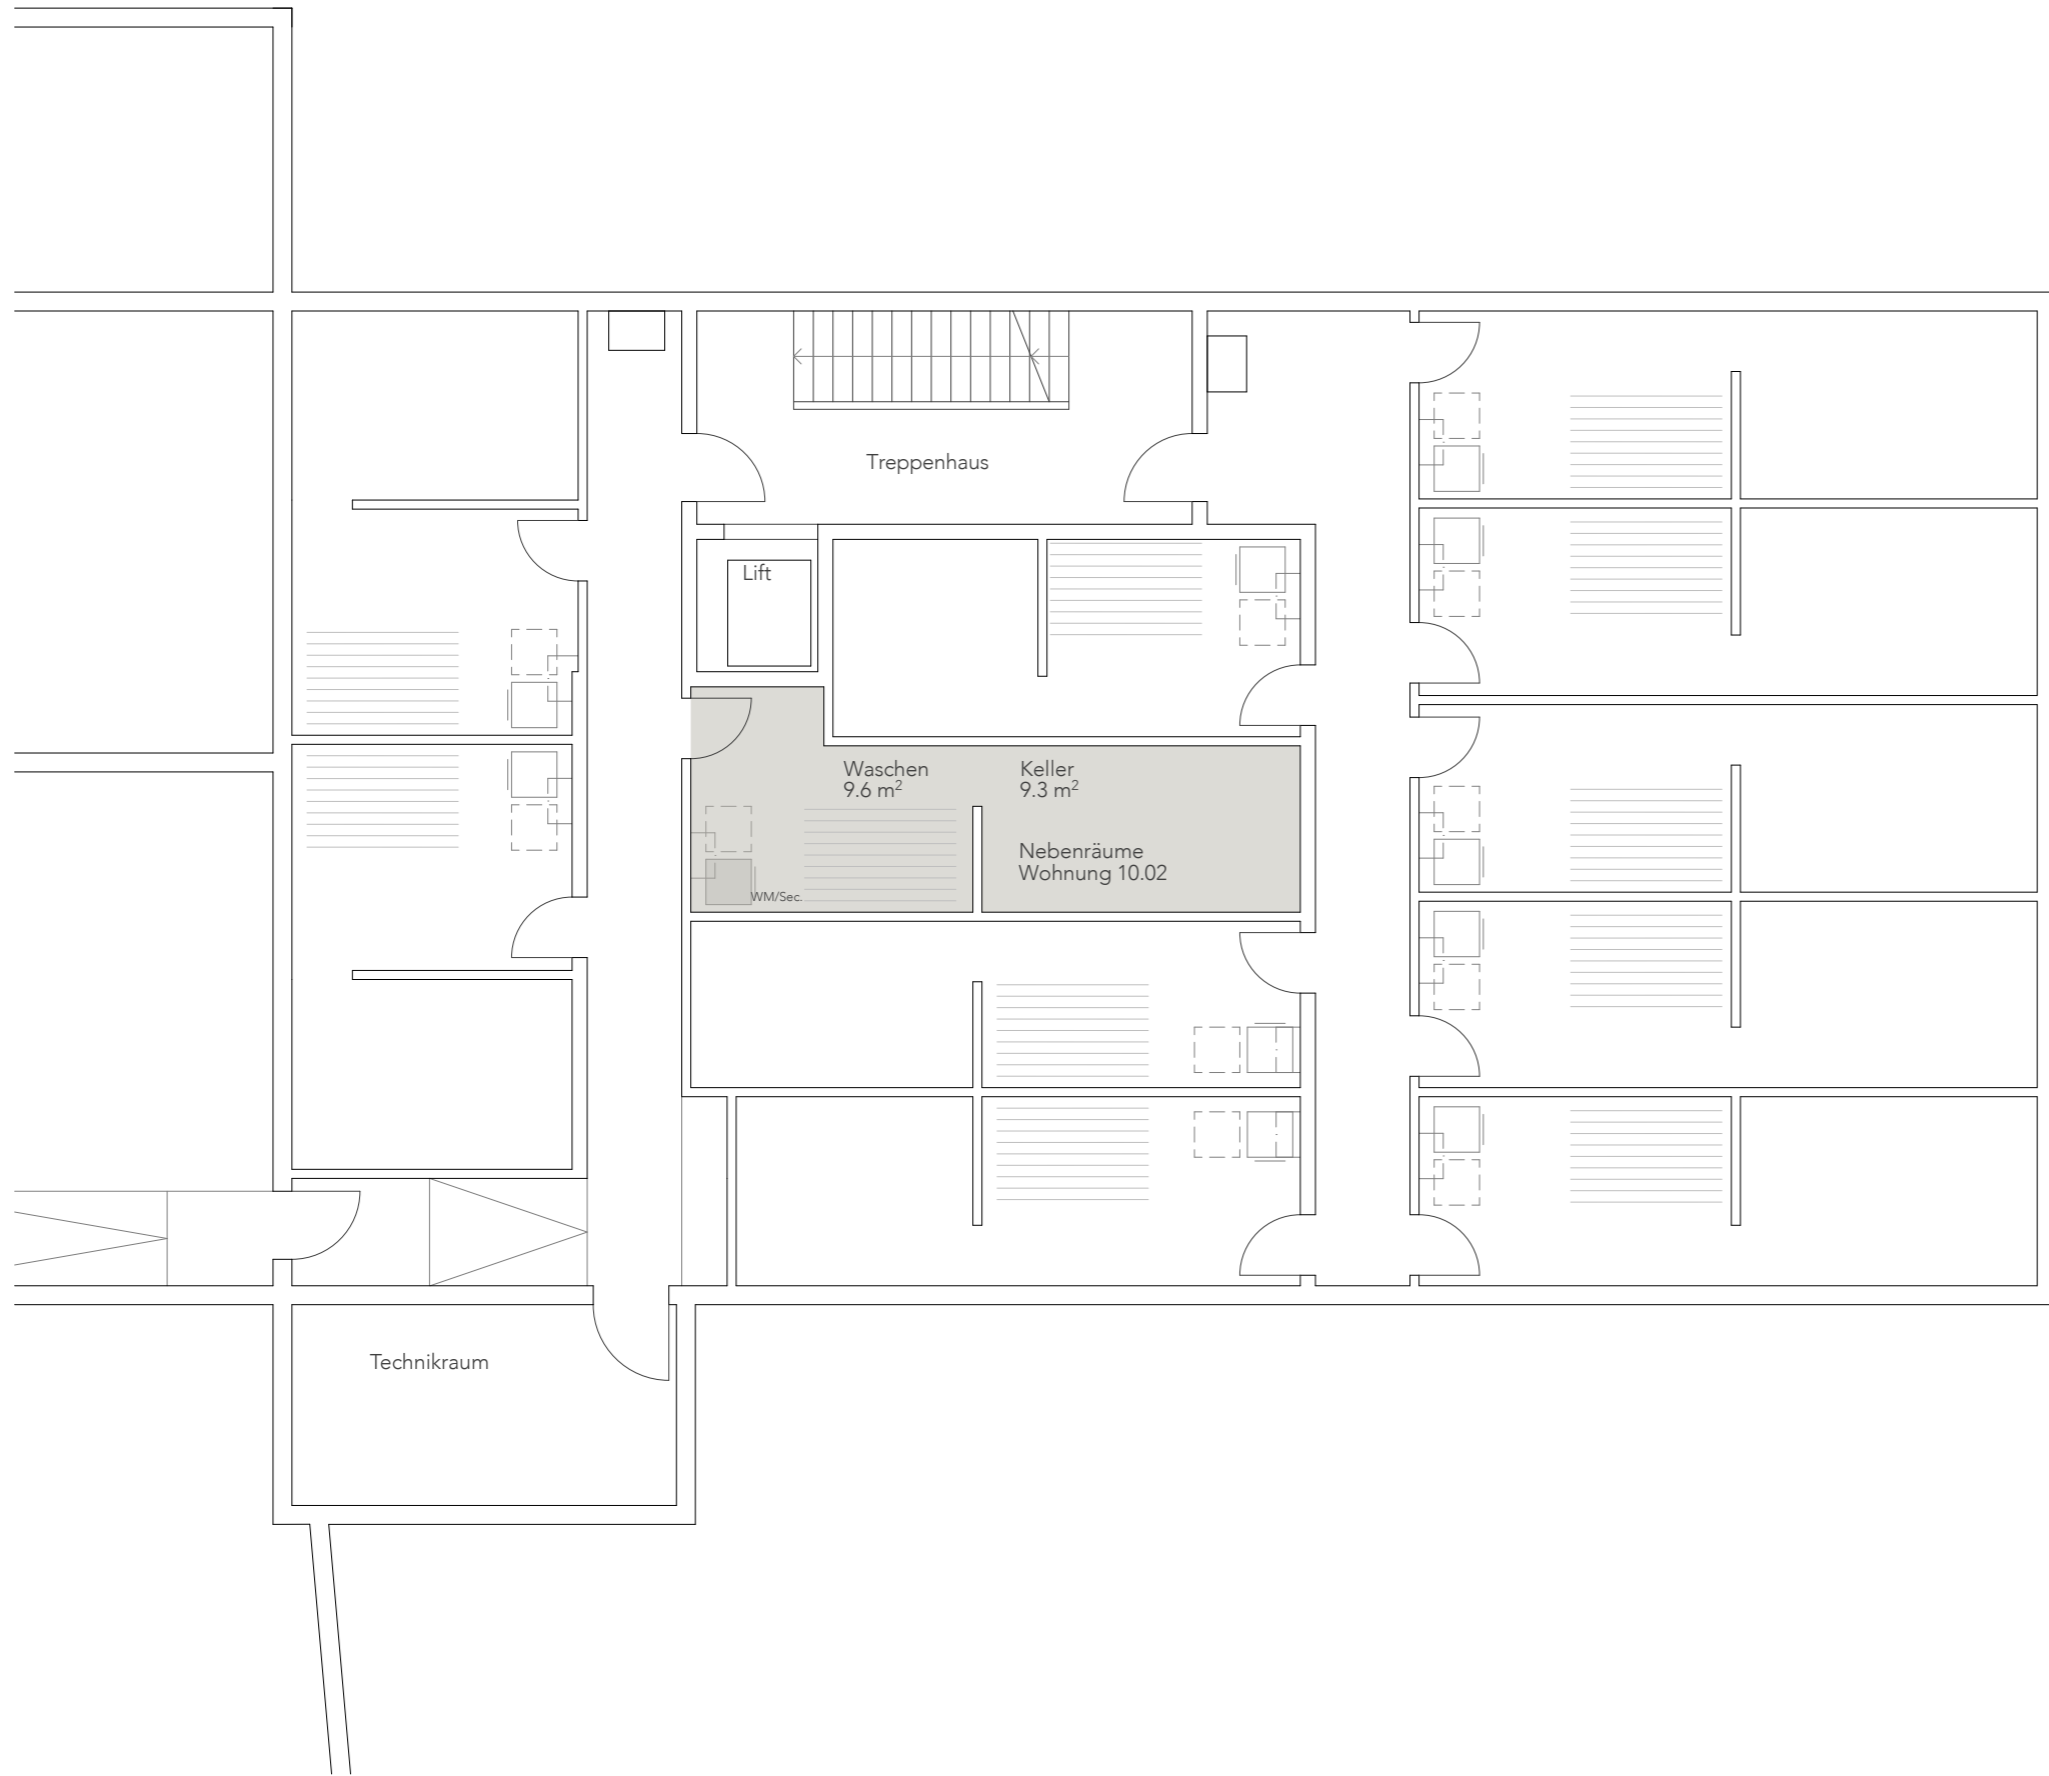 Treppenhaus
Lift
Waschen
9.6 m²
Keller
9.3 m²
Nebenräume
Wohnung 10.02
WM/Sec.
Technikraum